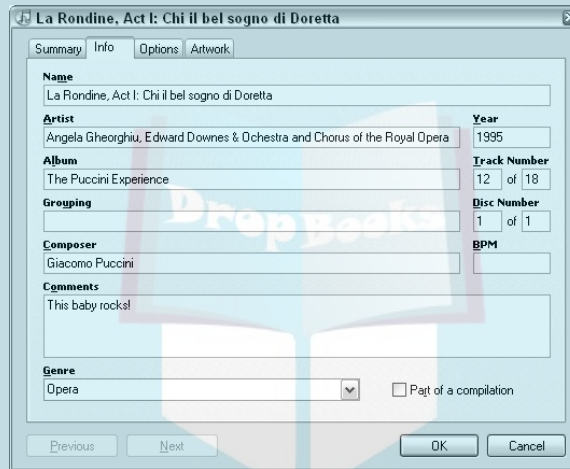 La Rondine, Act I: Chi il bel sogno di Doretta
Summary Info Options Artwork
Name
La Rondine, Act I: Chi il bel sogno di Doretta
Artist Year
Angela Gheorghiu, Edward Downes & Ochestra and Chorus of the Royal Opera 1995
Album Track Number
The Puccini Experience 12 of 18
Grouping Disc Number
1 of 1
DropBooks
Composer BPM
Giacomo Puccini
Comments
This baby rocks!
Genre
Opera Part of a compilation
Previous Next OK Cancel